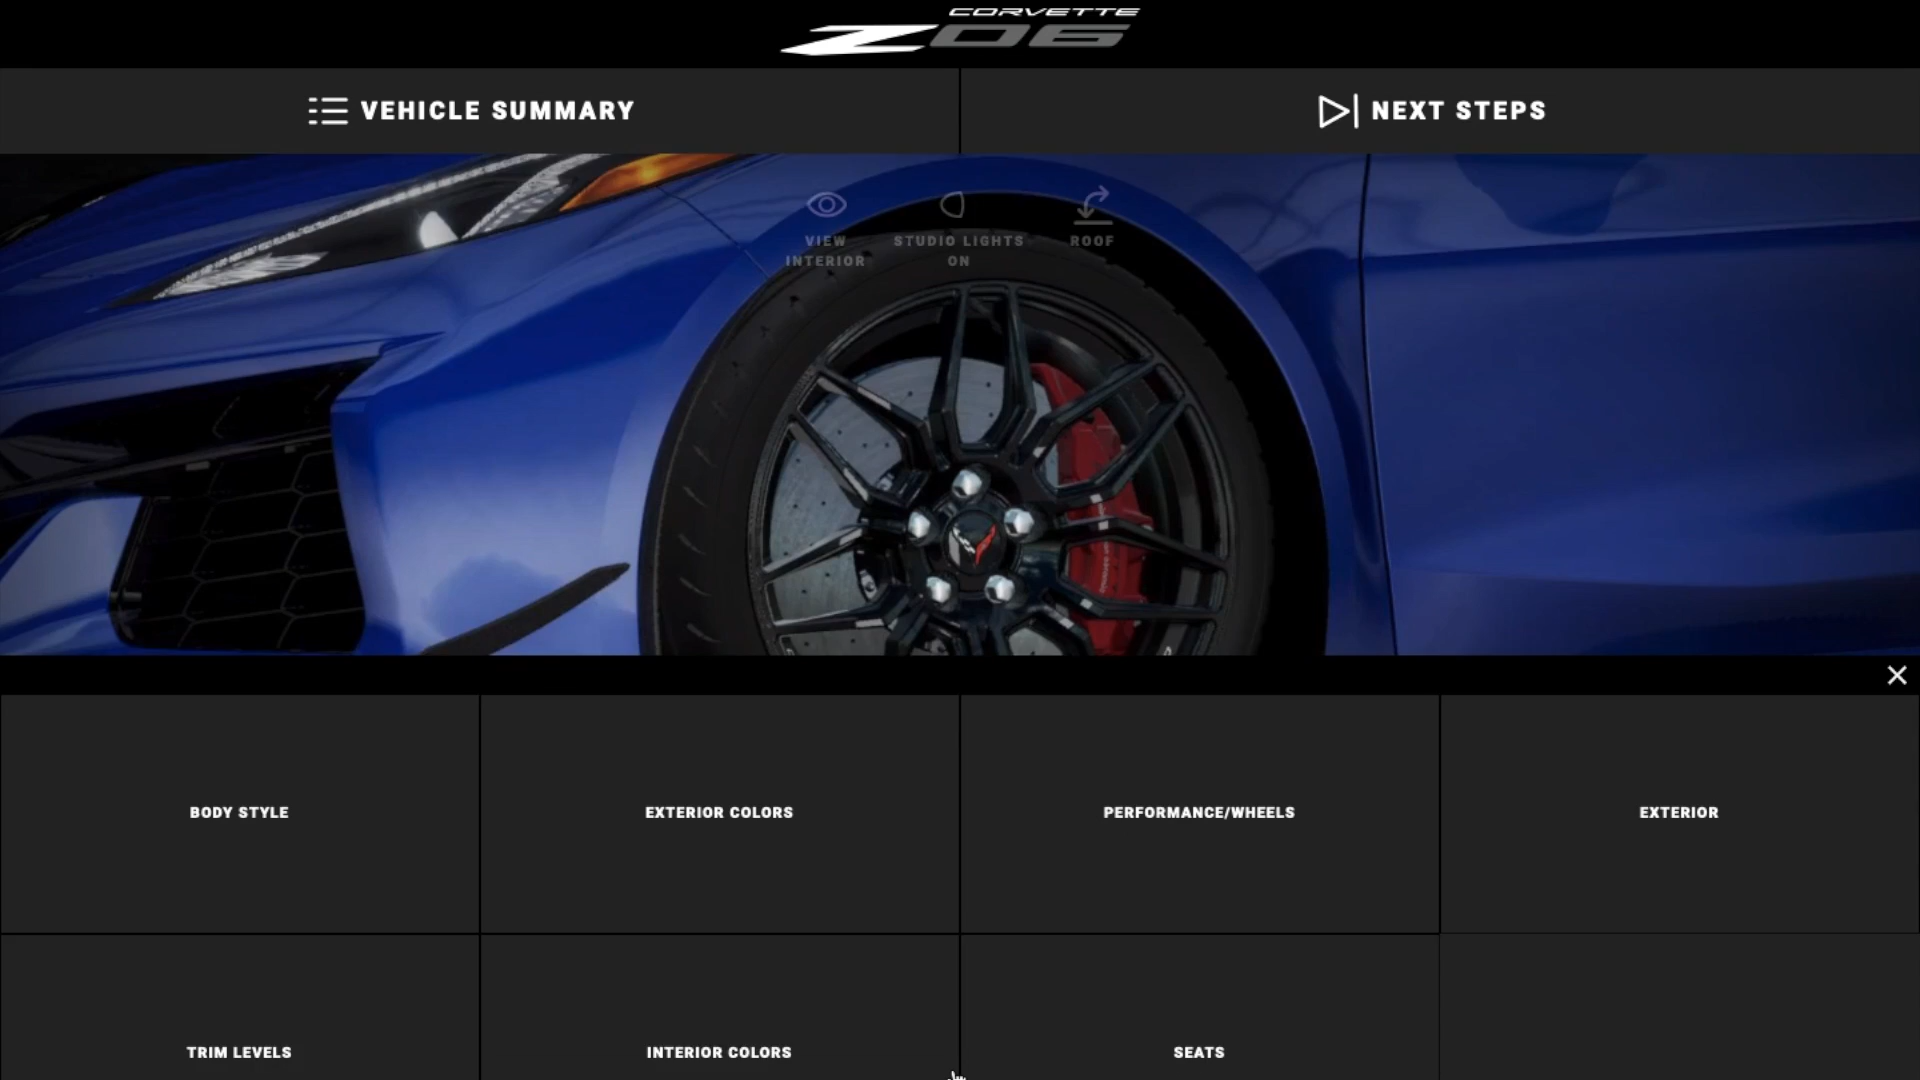 CORVETTE
Z06
VEHICLE SUMMARY
NEXT STEPS
VIEW
INTERIOR
STUDIO LIGHTS
ON
ROOF
BODY STYLE
EXTERIOR COLORS
PERFORMANCE/WHEELS
EXTERIOR
TRIM LEVELS
INTERIOR COLORS
SEATS